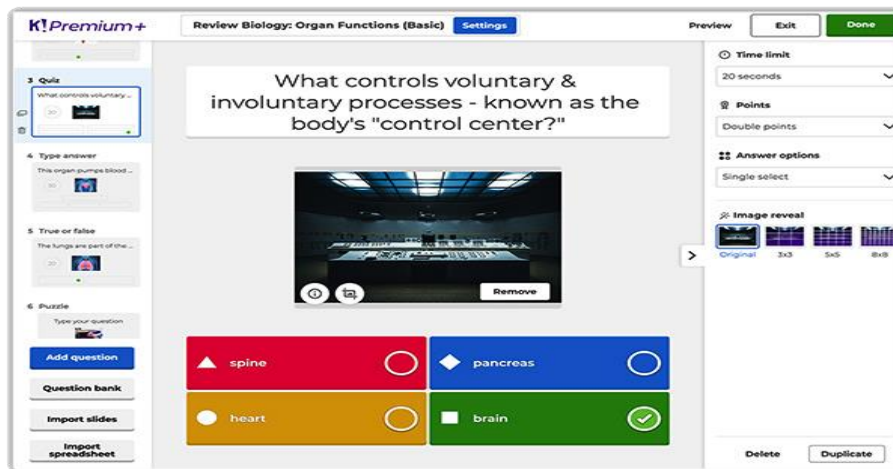 K! Premium+
Review Biology: Organ Functions (Basic)
Settings
Preview
Exit
Done
3 Quiz
What controls voluntary ...
20
4 Type answer
This organ pumps blood ...
5 True or false
The lungs are part of the ...
20
6 Puzzle
Type your question
Add question
Question bank
Import slides
Import
spreadsheet
What controls voluntary &
involuntary processes - known as the
body's "control center?"
Remove
spine
pancreas
heart
brain
Time limit
20 seconds
Points
Double points
Answer options
Single select
Image reveal
Original
3x3
5x5
8x8
Delete
Duplicate